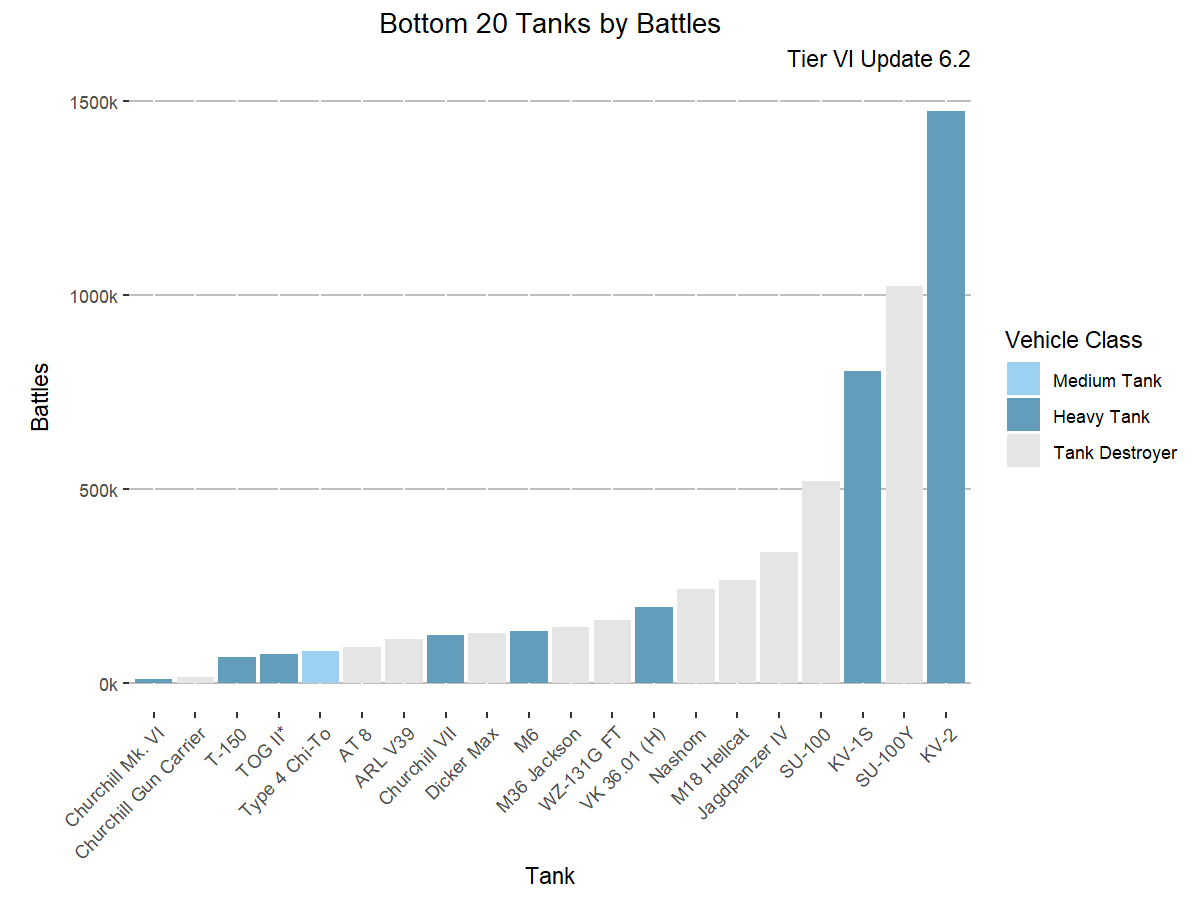 Bottom 20 Tanks by Battles
Tier VI Update 6.2
Battles
1500k
1000k
500k
0k
Churchill Mk. VI
Churchill Gun Carrier
T-150
TOG II*
Type 4 Chi-To
AT 8
ARL V39
Churchill VII
Dicker Max
M6
M36 Jackson
WZ-131G FT
VK 36.01 (H)
Nashorn
M18 Hellcat
Jagdpanzer IV
SU-100
KV-1S
SU-100Y
KV-2
Tank
Vehicle Class
Medium Tank
Heavy Tank
Tank Destroyer